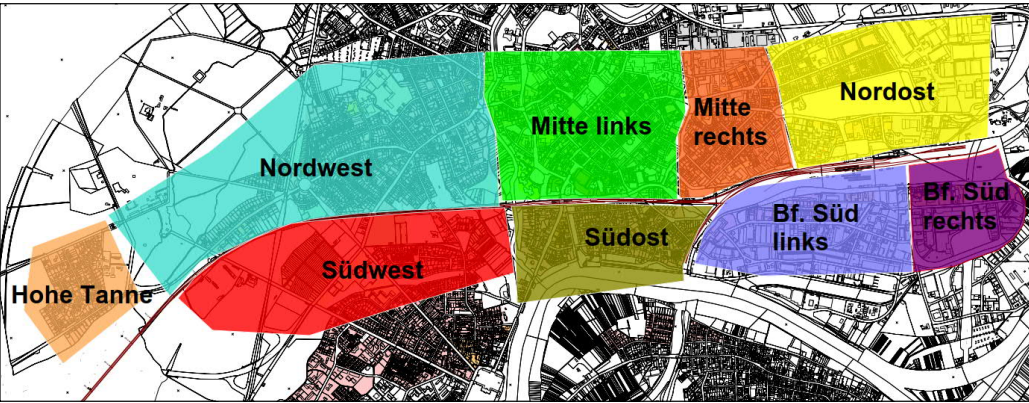 Nordost
Mitte links
Mitte
rechts
Nordwest
Bf. Süd
links
Bf. Süd
rechts
Südost
Südwest
Hohe Tanne